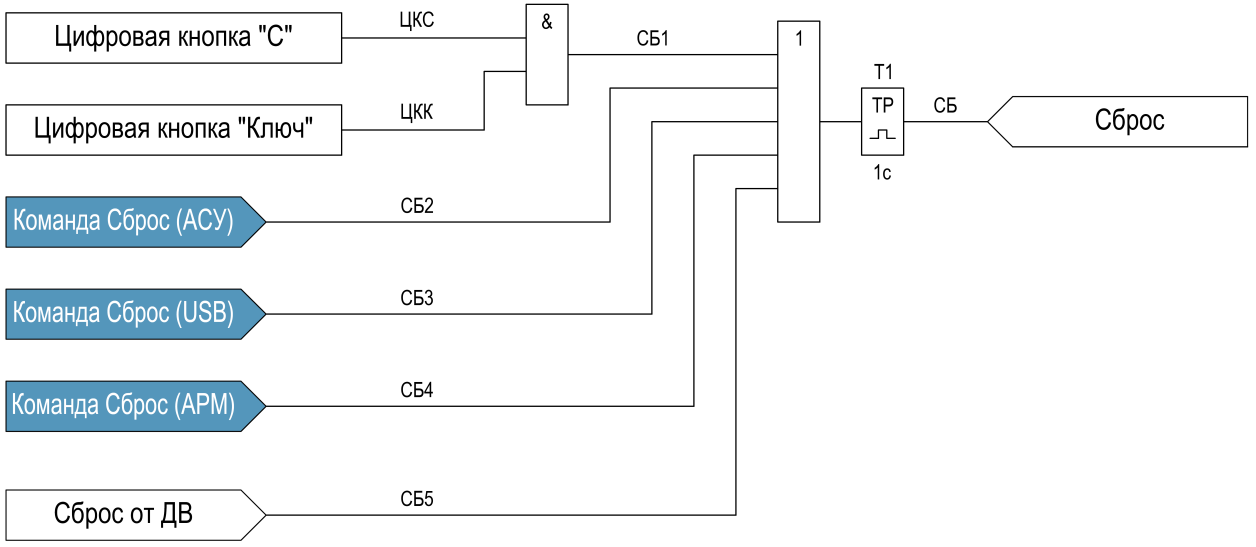 Цифровая кнопка "С"
ЦКС
&
СБ1
1
Т1
ТР
1с
СБ
Сброс
Цифровая кнопка "Ключ"
ЦКК
Команда Сброс (АСУ)
СБ2
Команда Сброс (USB)
СБ3
Команда Сброс (АРМ)
СБ4
Сброс от ДВ
СБ5